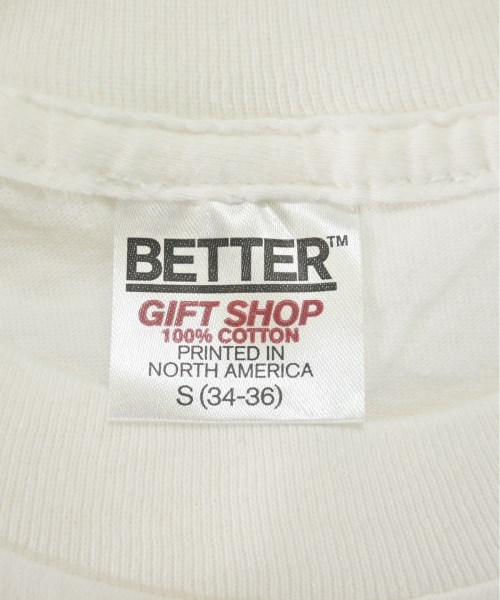 BETTER™
GIFT SHOP
100% COTTON
PRINTED IN
NORTH AMERICA
S (34-36)